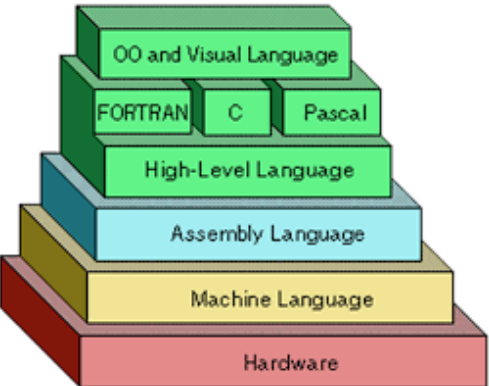 OO and Visual Language
FORTRAN C Pascal
High-Level Language
Assembly Language
Machine Language
Hardware